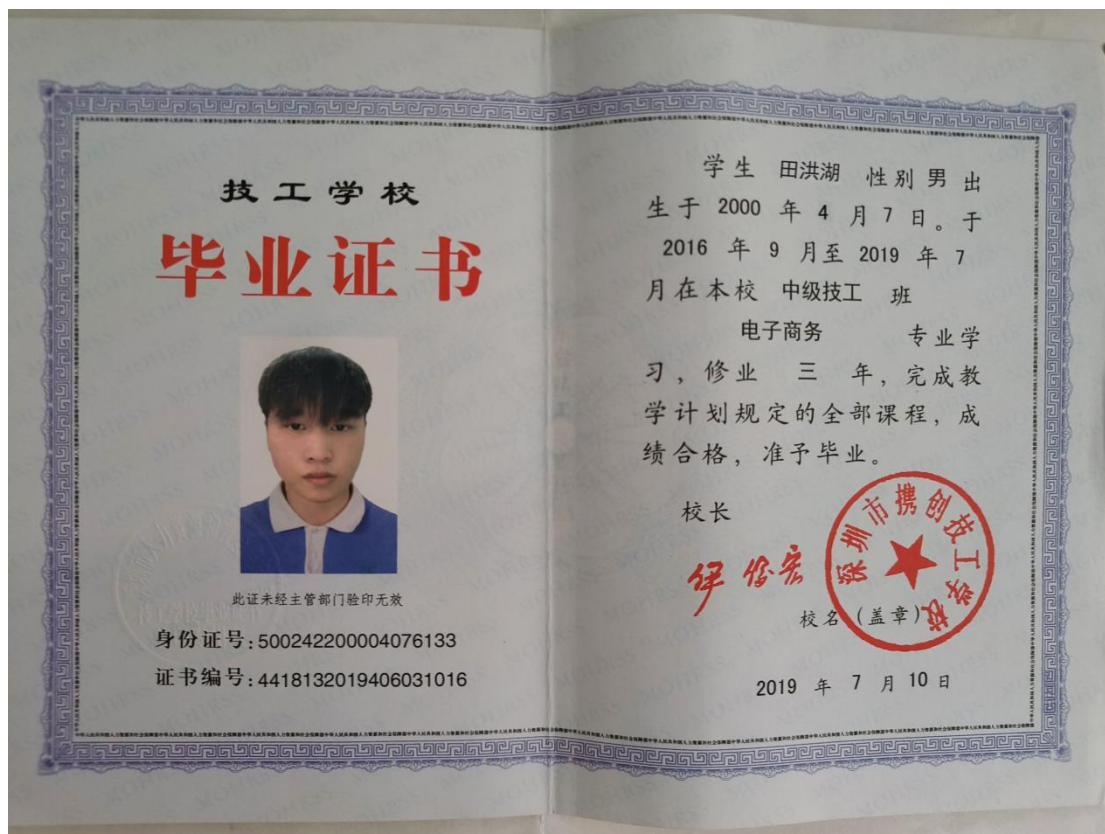 技工学校
毕业证书
此证未经主管部门验印无效
身份证号:500242200004076133
证书编号:4418132019406031016
学生 田洪湖 性别 男 出
生于 2000 年 4 月 7 日。于
2016 年 9 月至 2019 年 7
月在本校 中级技工 班
电子商务 专业学
习，修业 三 年，完成教
学计划规定的全部课程，成
绩合格，准予毕业。
校长
深圳市携创技工学校
校名（盖章）
2019 年 7 月 10 日